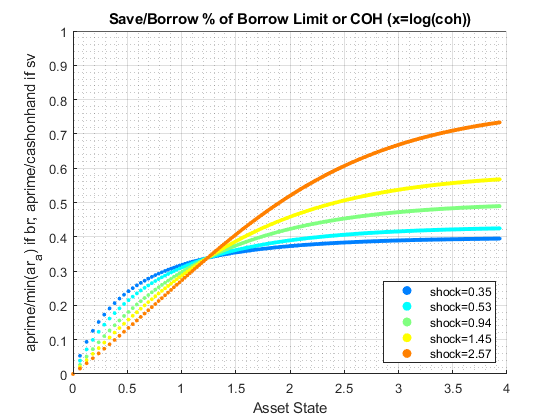 Save/Borrow % of Borrow Limit or COH (x=log(coh))
aprime/min(ar_a) if br; aprime/cashonhand if sv
1
0.9
0.8
0.7
0.6
0.5
0.4
0.3
0.2
0.1
0
shock=0.35
shock=0.53
shock=0.94
shock=1.45
shock=2.57
0 0.5 1 1.5 2 2.5 3 3.5 4
Asset State